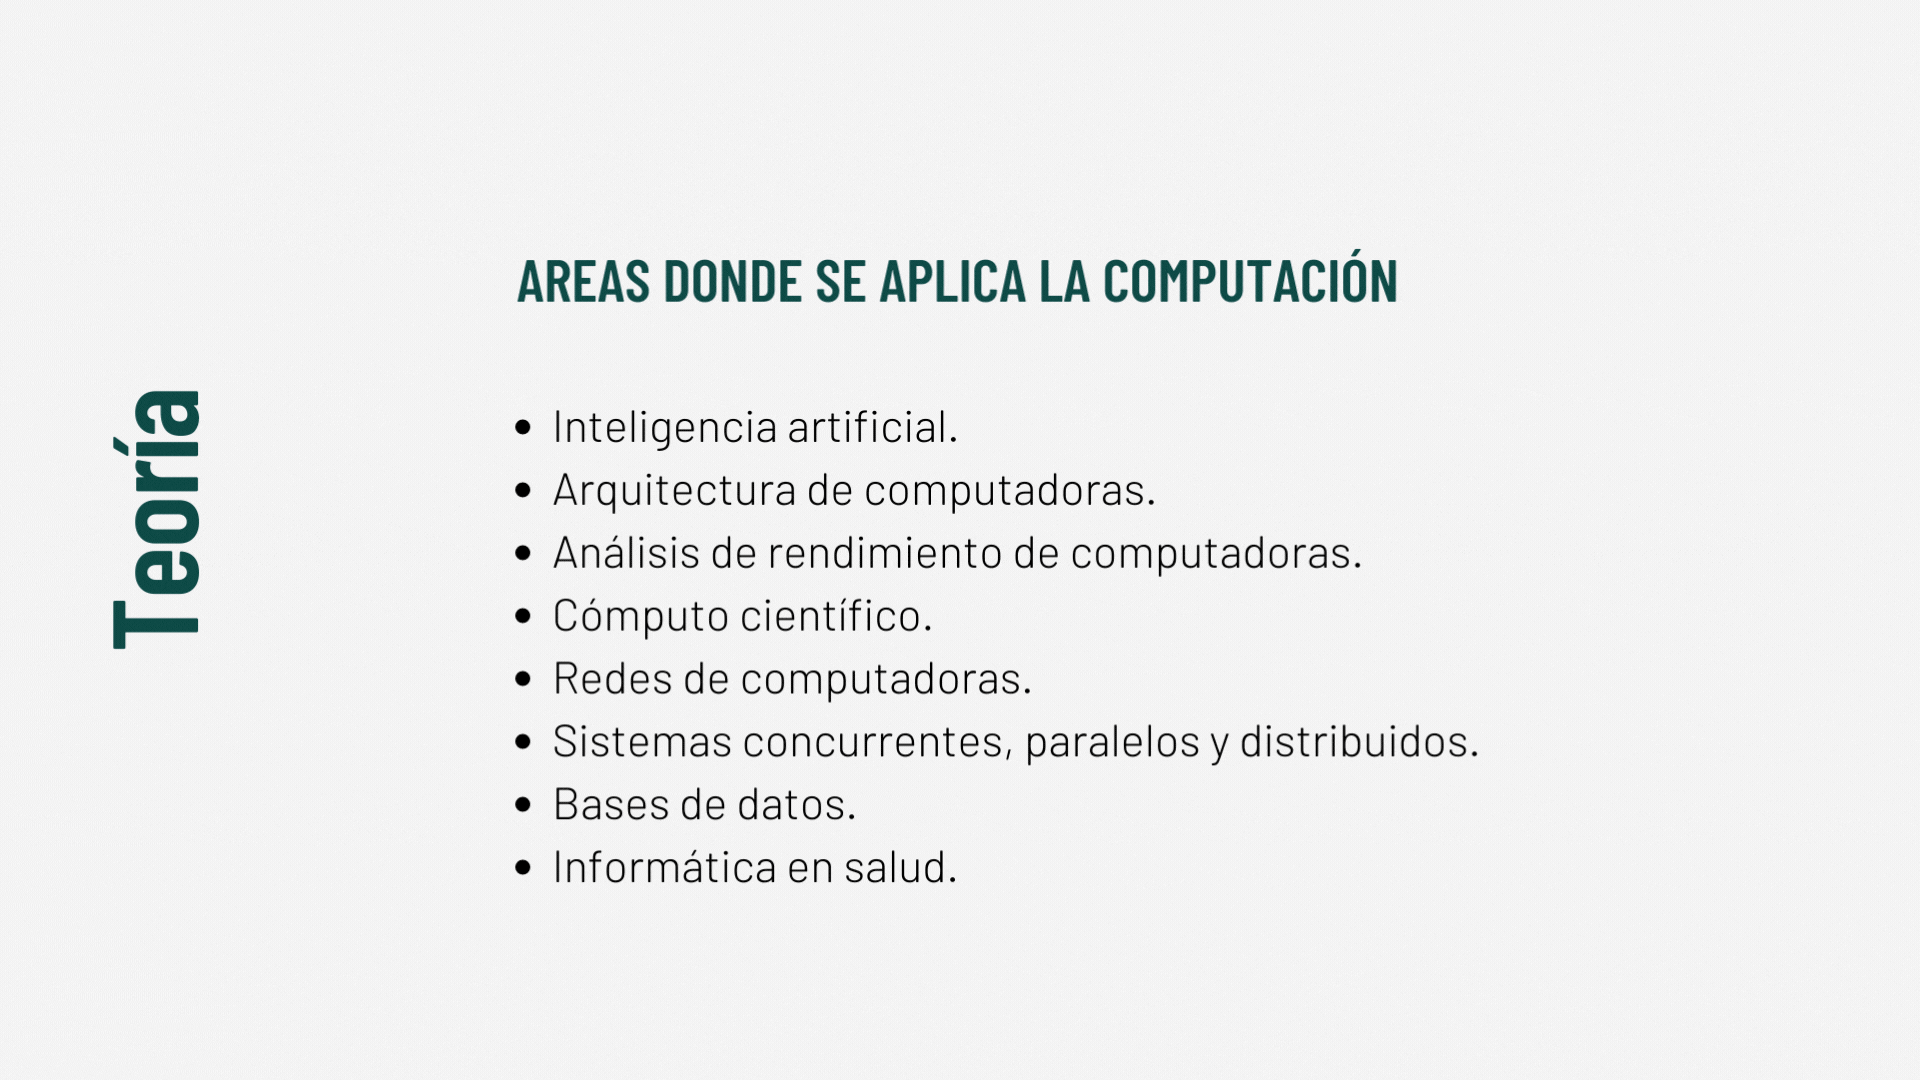 Teoría
AREAS DONDE SE APLICA LA COMPUTACIÓN
• Inteligencia artificial.
• Arquitectura de computadoras.
• Análisis de rendimiento de computadoras.
• Cómputo científico.
• Redes de computadoras.
• Sistemas concurrentes, paralelos y distribuidos.
• Bases de datos.
• Informática en salud.